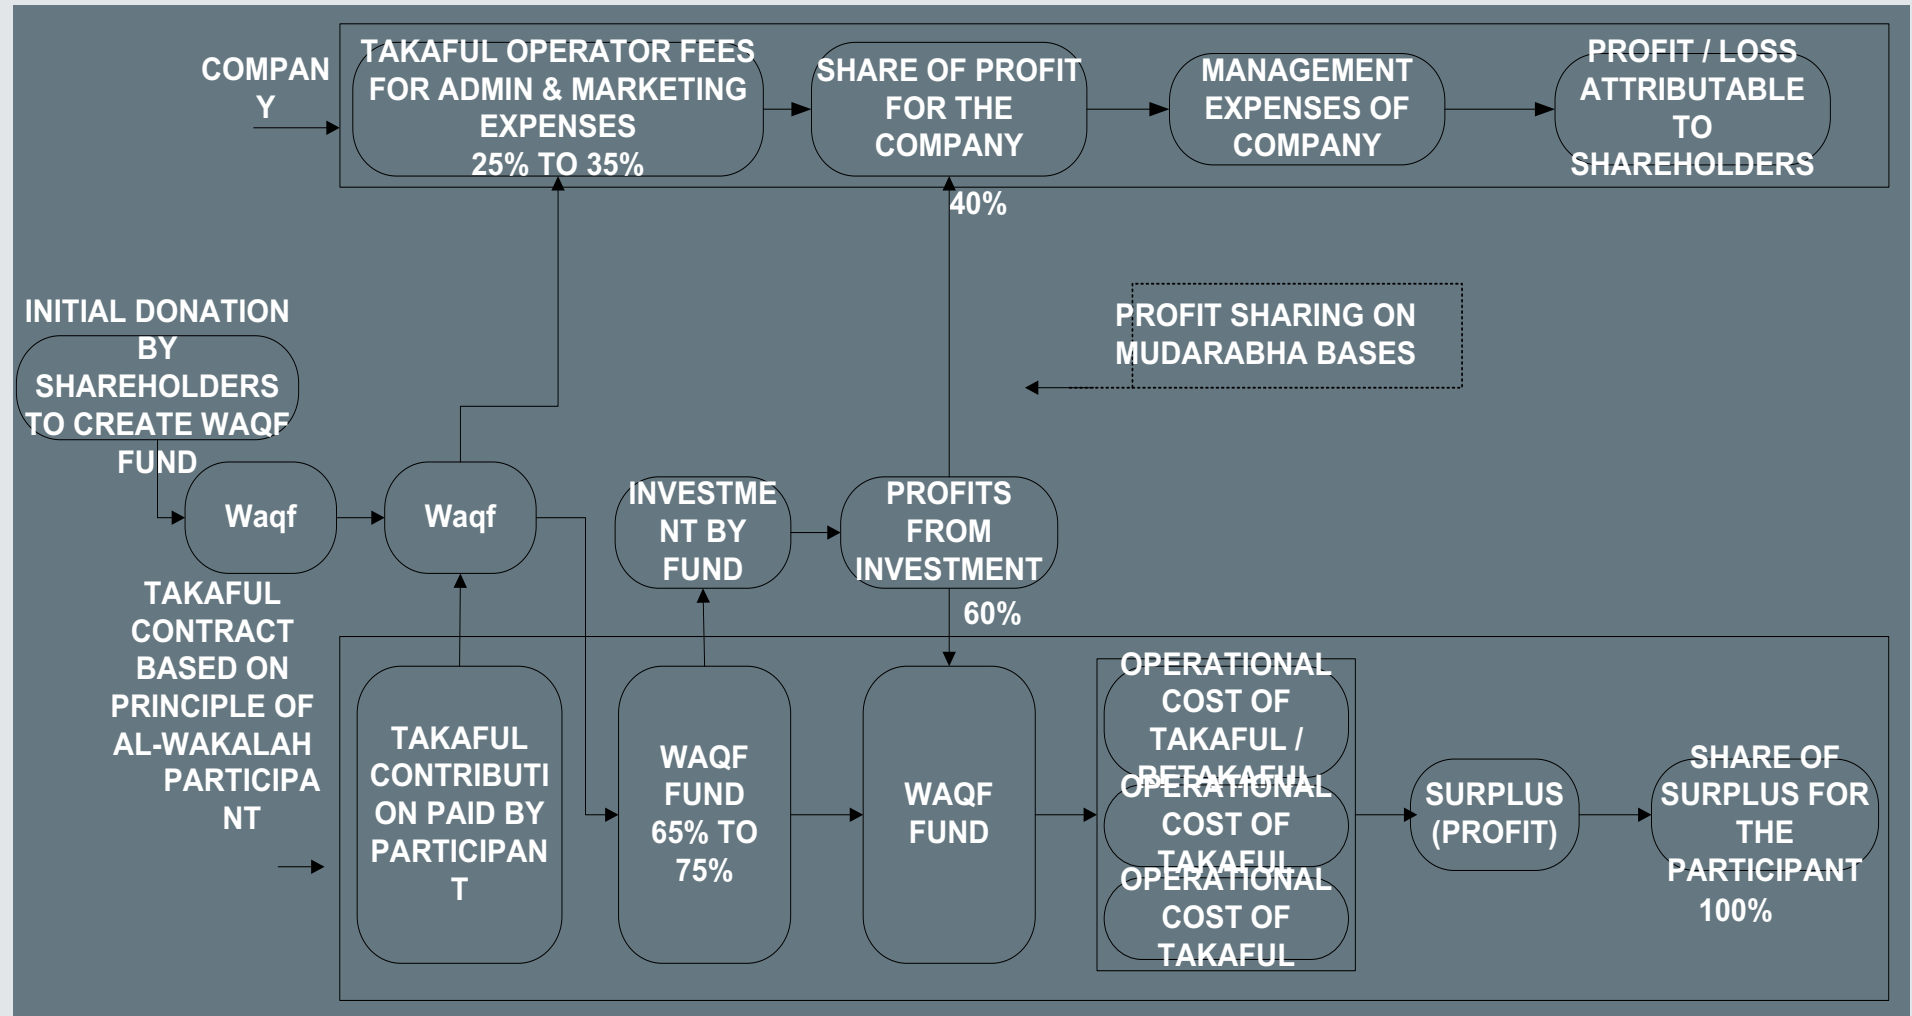 COMPAN
Y
TAKAFUL OPERATOR FEES
FOR ADMIN & MARKETING
EXPENSES
25% TO 35%
SHARE OF PROFIT
FOR THE
COMPANY
MANAGEMENT
EXPENSES OF
COMPANY
PROFIT / LOSS
ATTRIBUTABLE
TO
SHAREHOLDERS
40%
INITIAL DONATION
BY
SHAREHOLDERS
TO CREATE WAQF
FUND
PROFIT SHARING ON
MUDARABHA BASES
Waqf
Waqf
INVESTME
NT BY
FUND
PROFITS
FROM
INVESTMENT
60%
TAKAFUL
CONTRACT
BASED ON
PRINCIPLE OF
AL-WAKALAH
PARTICIPA
NT
TAKAFUL
CONTRIBUTI
ON PAID BY
PARTICIPAN
T
WAQF
FUND
65% TO
75%
WAQF
FUND
OPERATIONAL
COST OF
TAKAFUL /
RETAKAFUL
OPERATIONAL
COST OF
TAKAFUL
OPERATIONAL
COST OF
TAKAFUL
SURPLUS
(PROFIT)
SHARE OF
SURPLUS FOR
THE
PARTICIPANT
100%